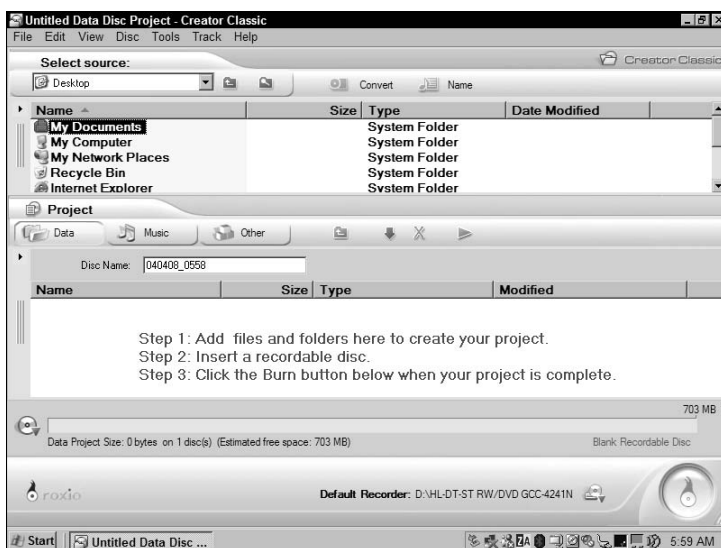 Untitled Data Disc Project - Creator Classic
File Edit View Disc Tools Track Help
Select source:
Creator Classic
Desktop
Convert
Name
Name Size Type Date Modified
My Documents System Folder
My Computer System Folder
My Network Places System Folder
Recycle Bin System Folder
Internet Explorer System Folder
Project
Data Music Other
Disc Name: 040408_0558
Name Size Type Modified
Step 1: Add files and folders here to create your project.
Step 2: Insert a recordable disc.
Step 3: Click the Burn button below when your project is complete.
703 MB
Data Project Size: 0 bytes on 1 disc(s) (Estimated free space: 703 MB) Blank Recordable Disc
roxio
Default Recorder: D:\HL-DT-ST RW/DVD GCC-4241N
Start Untitled Data Disc ... 5:59 AM